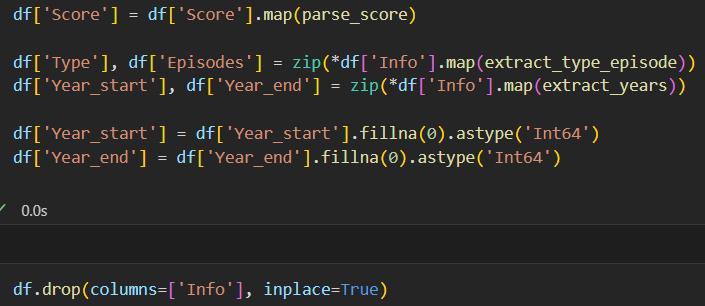 df['Score'] = df['Score'].map(parse_score)
df['Type'], df['Episodes'] = zip(*df['Info'].map(extract_type_episode))
df['Year_start'], df['Year_end'] = zip(*df['Info'].map(extract_years))
df['Year_start'] = df['Year_start'].fillna(0).astype('Int64')
df['Year_end'] = df['Year_end'].fillna(0).astype('Int64')
0.0s
df.drop(columns=['Info'], inplace=True)